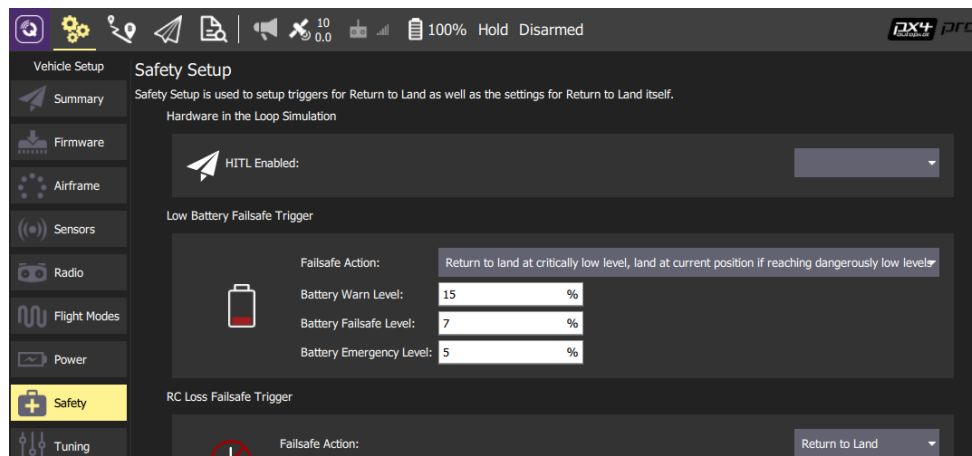 10
0.0
100% Hold Disarmed
px4
autopilot
pro
Vehicle Setup
Safety Setup
Summary
Safety Setup is used to setup triggers for Return to Land as well as the settings for Return to Land itself.
Hardware in the Loop Simulation
Firmware
HITL Enabled:
Airframe
Low Battery Failsafe Trigger
Sensors
Failsafe Action: Return to land at critically low level, land at current position if reaching dangerously low levels
Radio
Battery Warn Level: 15 %
Flight Modes
Battery Failsafe Level: 7 %
Battery Emergency Level: 5 %
Power
Safety
RC Loss Failsafe Trigger
Tuning
Failsafe Action: Return to Land